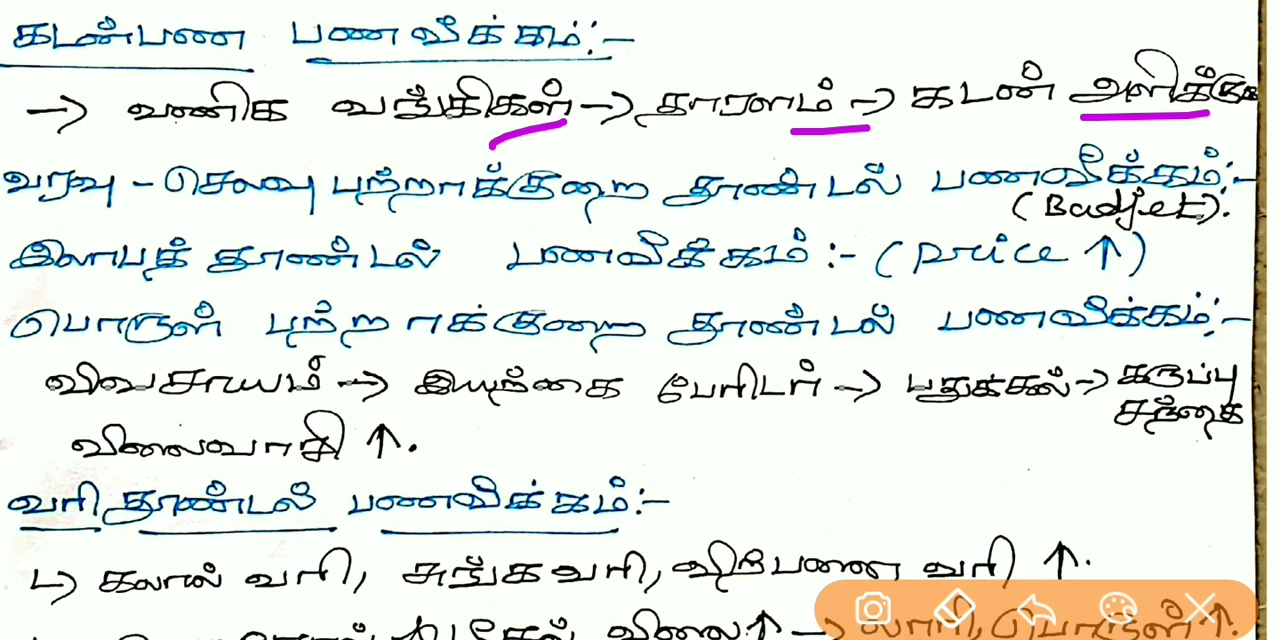 கடன்பண பணவீக்கம்:-
→ வணிக வங்கிகள் → தாராளம் → கடன் அளிக்கு
வரவு - செலவு பற்றாக்குறை தூண்டல் பணவீக்கம்:-
(Badjet).
இலாபத் தூண்டல் பணவீக்கம்:- (price ↑)
பொருள் பற்றாக்குறை தூண்டல் பணவீக்கம்:-
விவசாயம் → இயற்கை பேரிடர் → பதுக்கல் → கருப்பு
சந்தை
விலைவாசி ↑.
வரி தூண்டல் பணவீக்கம்:-
↳ கலால் வரி, சுங்க வரி, விற்பனை வரி ↑.
விலை ↑ → லாரி, பொருள் ↑.